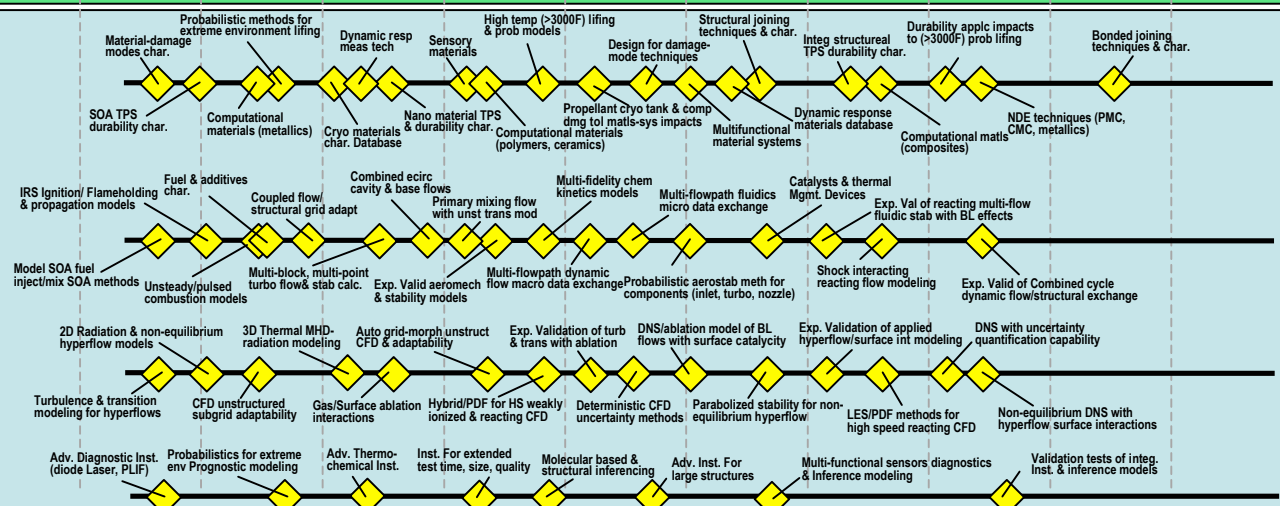 Probabilistic methods for
extreme environment lifing
High temp (>3000F) lifing
& prob models
Structural joining
techniques & char.
Durability applc impacts
to (>3000F) prob lifing
Material-damage
modes char.
Dynamic resp
meas tech
Sensory
materials
Design for damage-
mode techniques
Integ structureal
TPS durability char.
Bonded joining
techniques & char.
SOA TPS
durability char.
Computational
materials (metallics)
Cryo materials
char. Database
Nano material TPS
& durability char.
Computational materials
(polymers, ceramics)
Propellant cryo tank & comp
dmg tol matls-sys impacts
Multifunctional
material systems
Dynamic response
materials database
Computational matls
(composites)
NDE techniques (PMC,
CMC, metallics)
IRS Ignition/ Flameholding
& propagation models
Fuel & additives
char.
Coupled flow/
structural grid adapt
Combined ecirc
cavity & base flows
Primary mixing flow
with unst trans mod
Multi-fidelity chem
kinetics models
Multi-flowpath fluidics
micro data exchange
Catalysts & thermal
Mgmt. Devices
Exp. Val of reacting multi-flow
fluidic stab with BL effects
Model SOA fuel
inject/mix SOA methods
Unsteady/pulsed
combustion models
Multi-block, multi-point
turbo flow& stab calc.
Exp. Valid aeromech
& stability models
Multi-flowpath dynamic
flow macro data exchange
Probabilistic aerostab meth for
components (inlet, turbo, nozzle)
Shock interacting
reacting flow modeling
Exp. Valid of Combined cycle
dynamic flow/structural exchange
2D Radiation & non-equilibrium
hyperflow models
3D Thermal MHD-
radiation modeling
Auto grid-morph unstruct
CFD & adaptability
Exp. Validation of turb
& trans with ablation
DNS/ablation model of BL
flows with surface catalycity
Exp. Validation of applied
hyperflow/surface int modeling
DNS with uncertainty
quantification capability
Turbulence & transition
modeling for hyperflows
CFD unstructured
subgrid adaptability
Gas/Surface ablation
interactions
Hybrid/PDF for HS weakly
ionized & reacting CFD
Deterministic CFD
uncertainty methods
Parabolized stability for non-
equilibrium hyperflow
LES/PDF methods for
high speed reacting CFD
Non-equilibrium DNS with
hyperflow surface interactions
Adv. Diagnostic Inst.
(diode Laser, PLIF)
Probabilistics for extreme
env Prognostic modeling
Adv. Thermo-
chemical Inst.
Inst. For extended
test time, size, quality
Molecular based &
structural inferencing
Adv. Inst. For
large structures
Multi-functional sensors diagnostics
& Inference modeling
Validation tests of integ.
Inst. & inference models